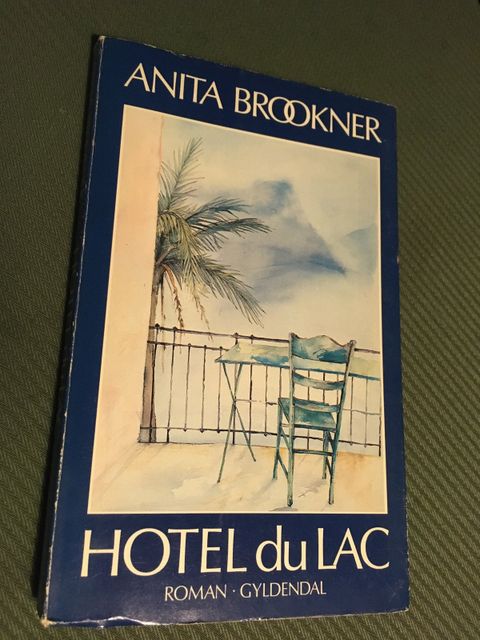 ANITA BROOKNER
HOTEL du LAC
ROMAN · GYLDENDAL